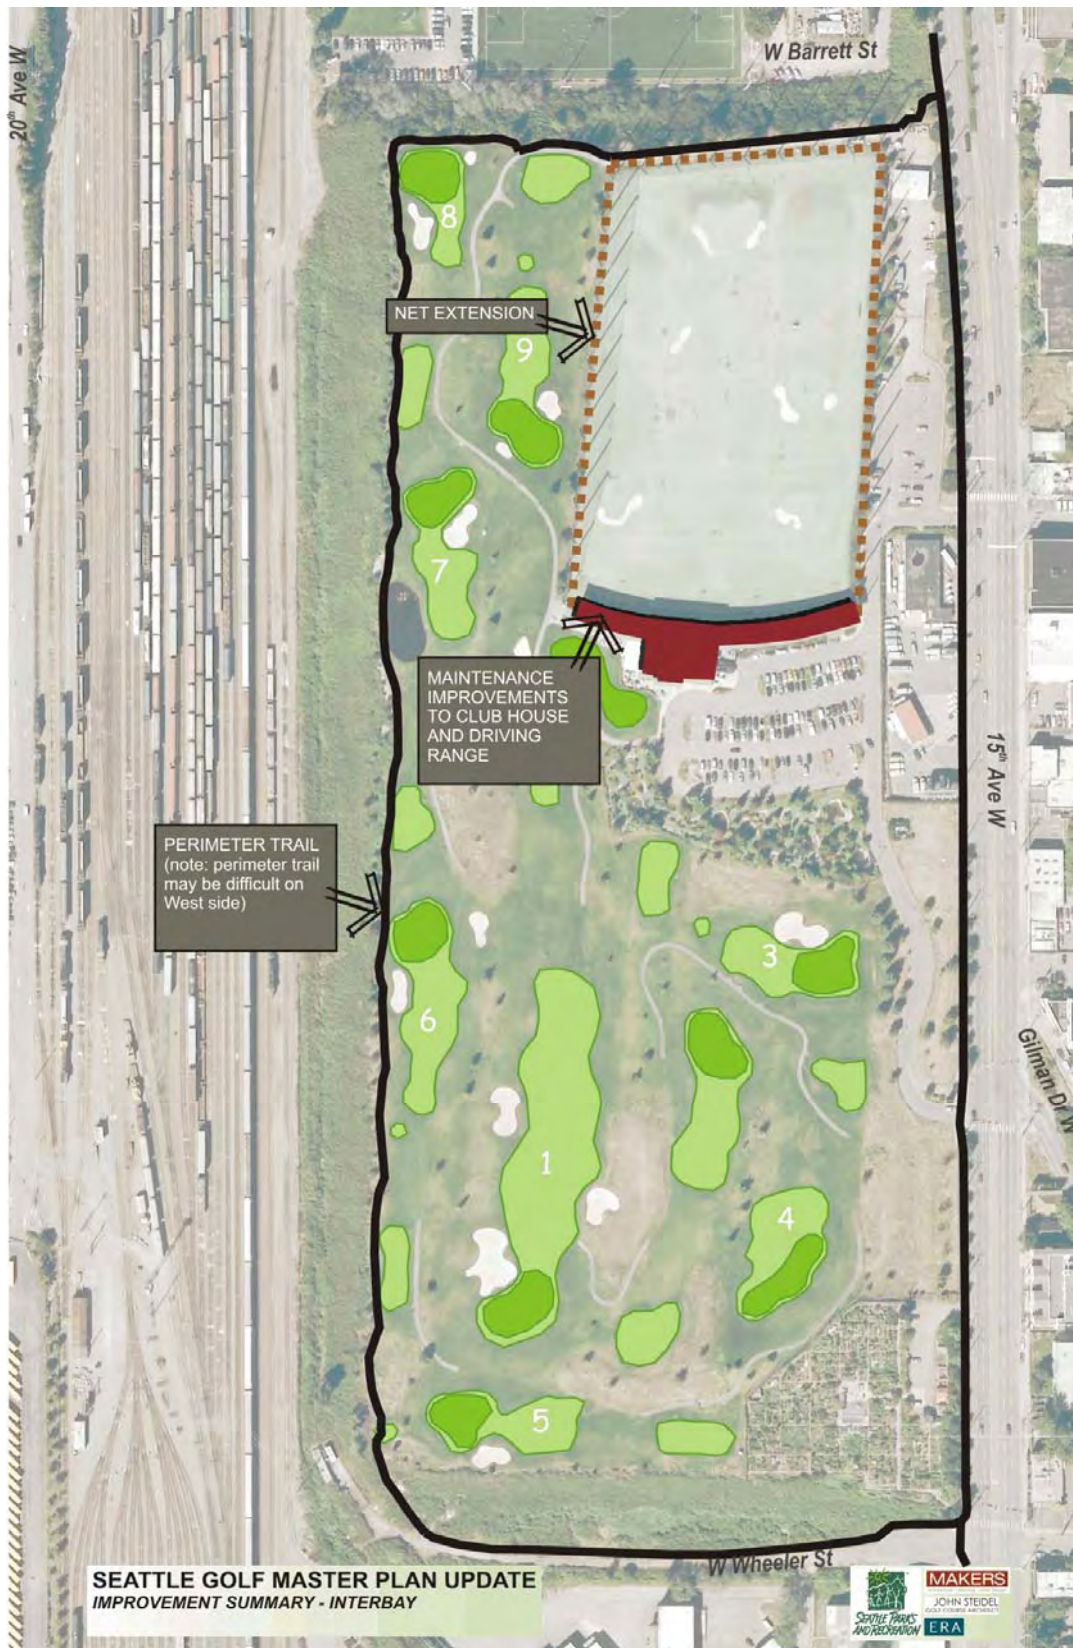 20th Ave W
W Barrett St
8
NET EXTENSION
9
7
MAINTENANCE
IMPROVEMENTS
TO CLUB HOUSE
AND DRIVING
RANGE
15th Ave W
PERIMETER TRAIL
(note: perimeter trail
may be difficult on
West side)
3
6
Gilman Dr W
1
4
5
W Wheeler St
SEATTLE GOLF MASTER PLAN UPDATE
IMPROVEMENT SUMMARY - INTERBAY
SEATTLE PARKS
AND RECREATION
MAKERS
JOHN STEIDEL
GOLF COURSE ARCHITECT
ERA